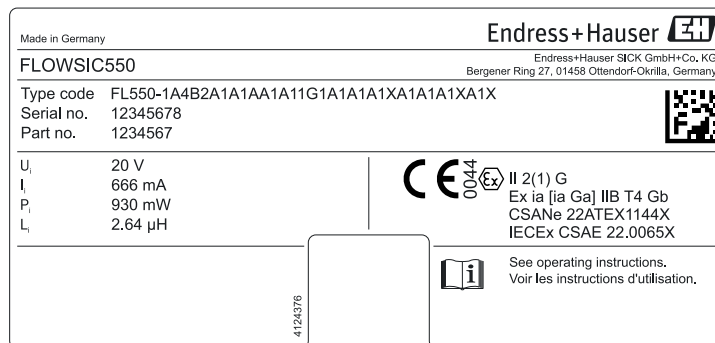 Made in Germany
Endress+Hauser EH
FLOWSIC550
Endress+Hauser SICK GmbH+Co. KG
Bergener Ring 27, 01458 Ottendorf-Okrilla, Germany
Type code FL550-1A4B2A1A1AA1A11G1A1A1A1XA1A1A1XA1X
Serial no. 12345678
Part no. 1234567
Ui 20 V
Ii 666 mA
Pi 930 mW
Li 2.64 µH
CE 0044 Ex II 2(1) G
Ex ia [ia Ga] IIB T4 Gb
CSANe 22ATEX1144X
IECEx CSAE 22.0065X
i See operating instructions.
Voir les instructions d'utilisation.
4124376